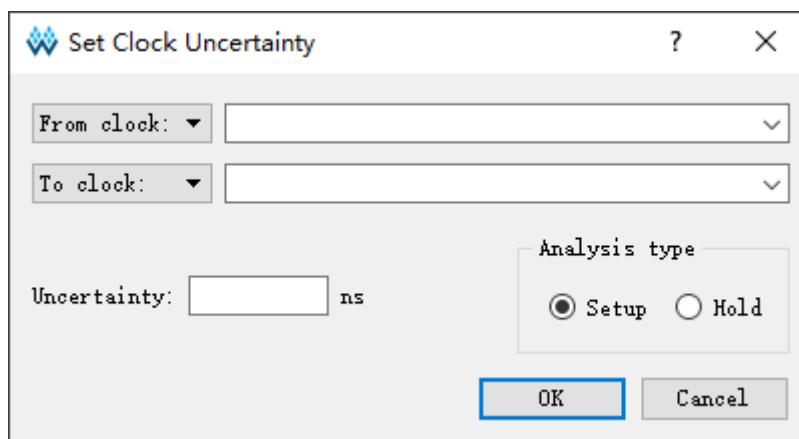 Set Clock Uncertainty ?
From clock:
To clock:
Analysis type
Uncertainty: ns
Setup Hold
OK Cancel